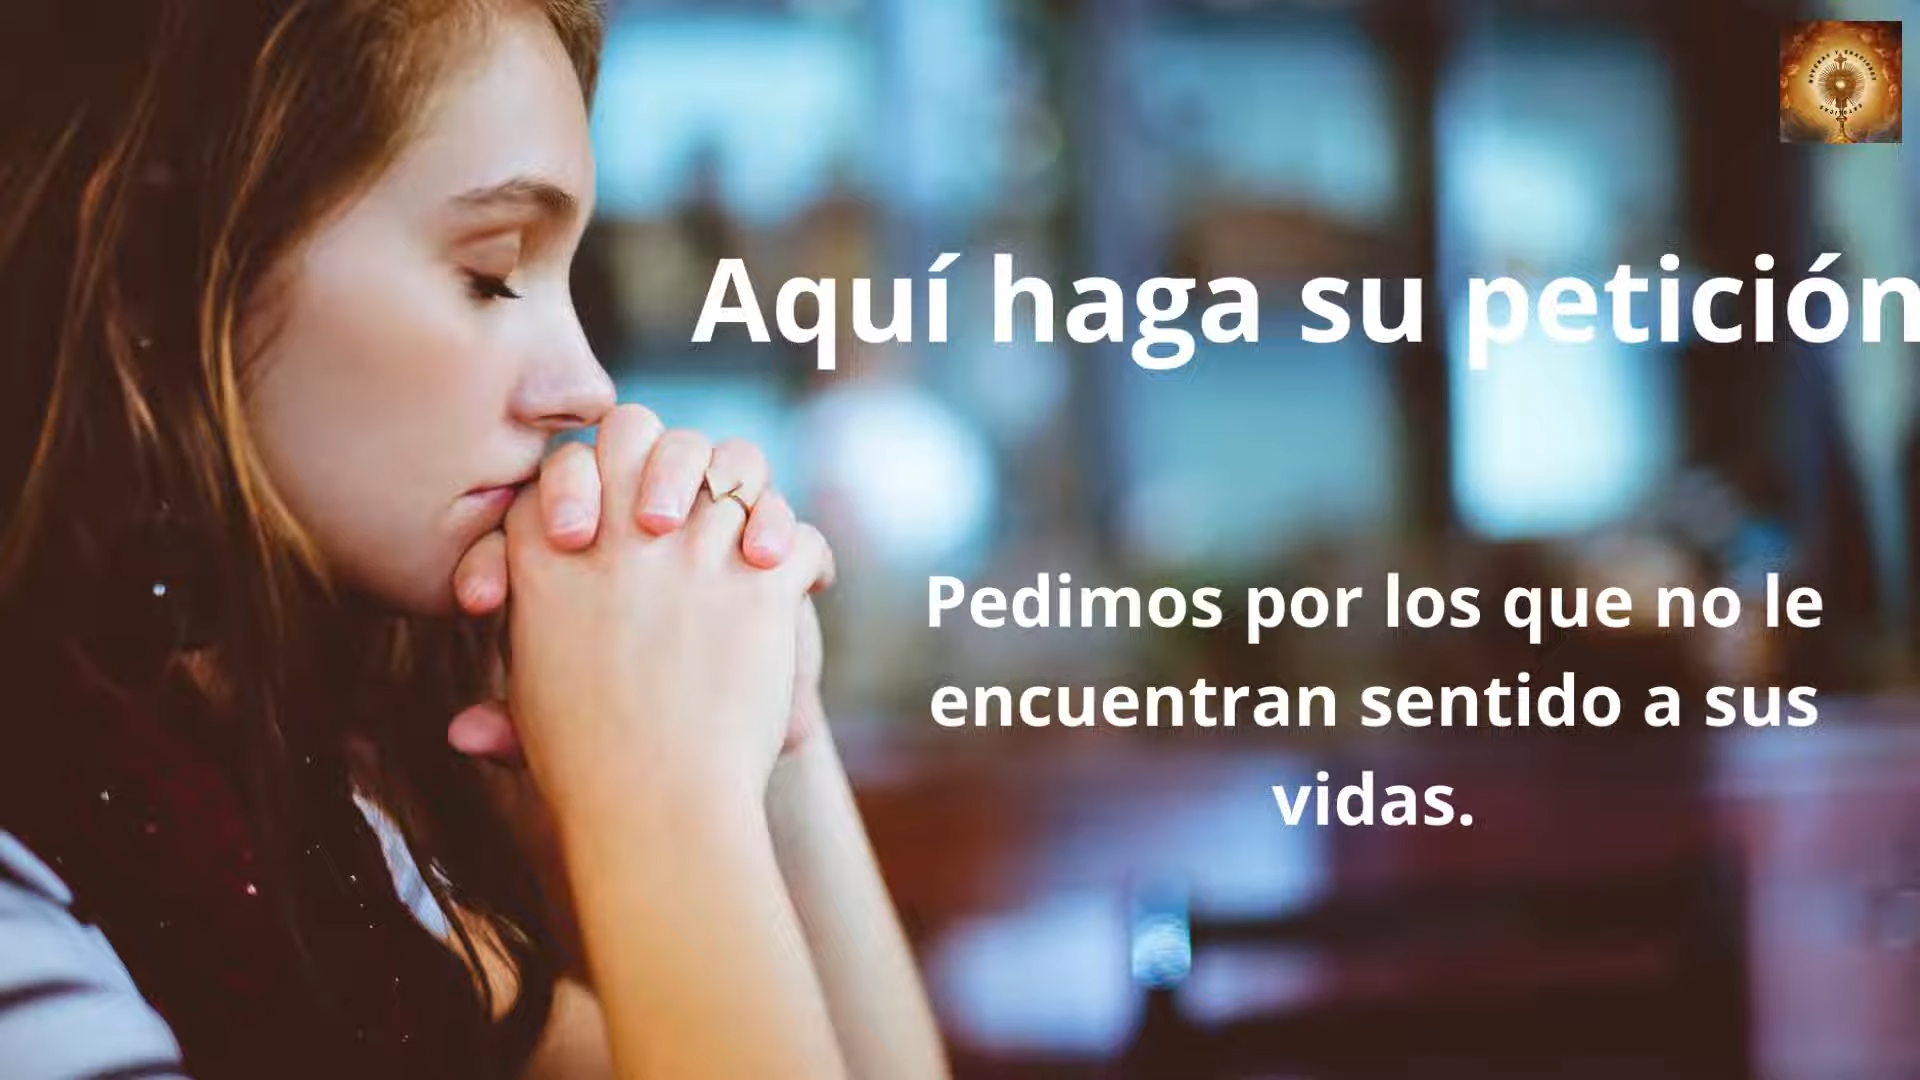 Aquí haga su petición
Pedimos por los que no le
encuentran sentido a sus
vidas.